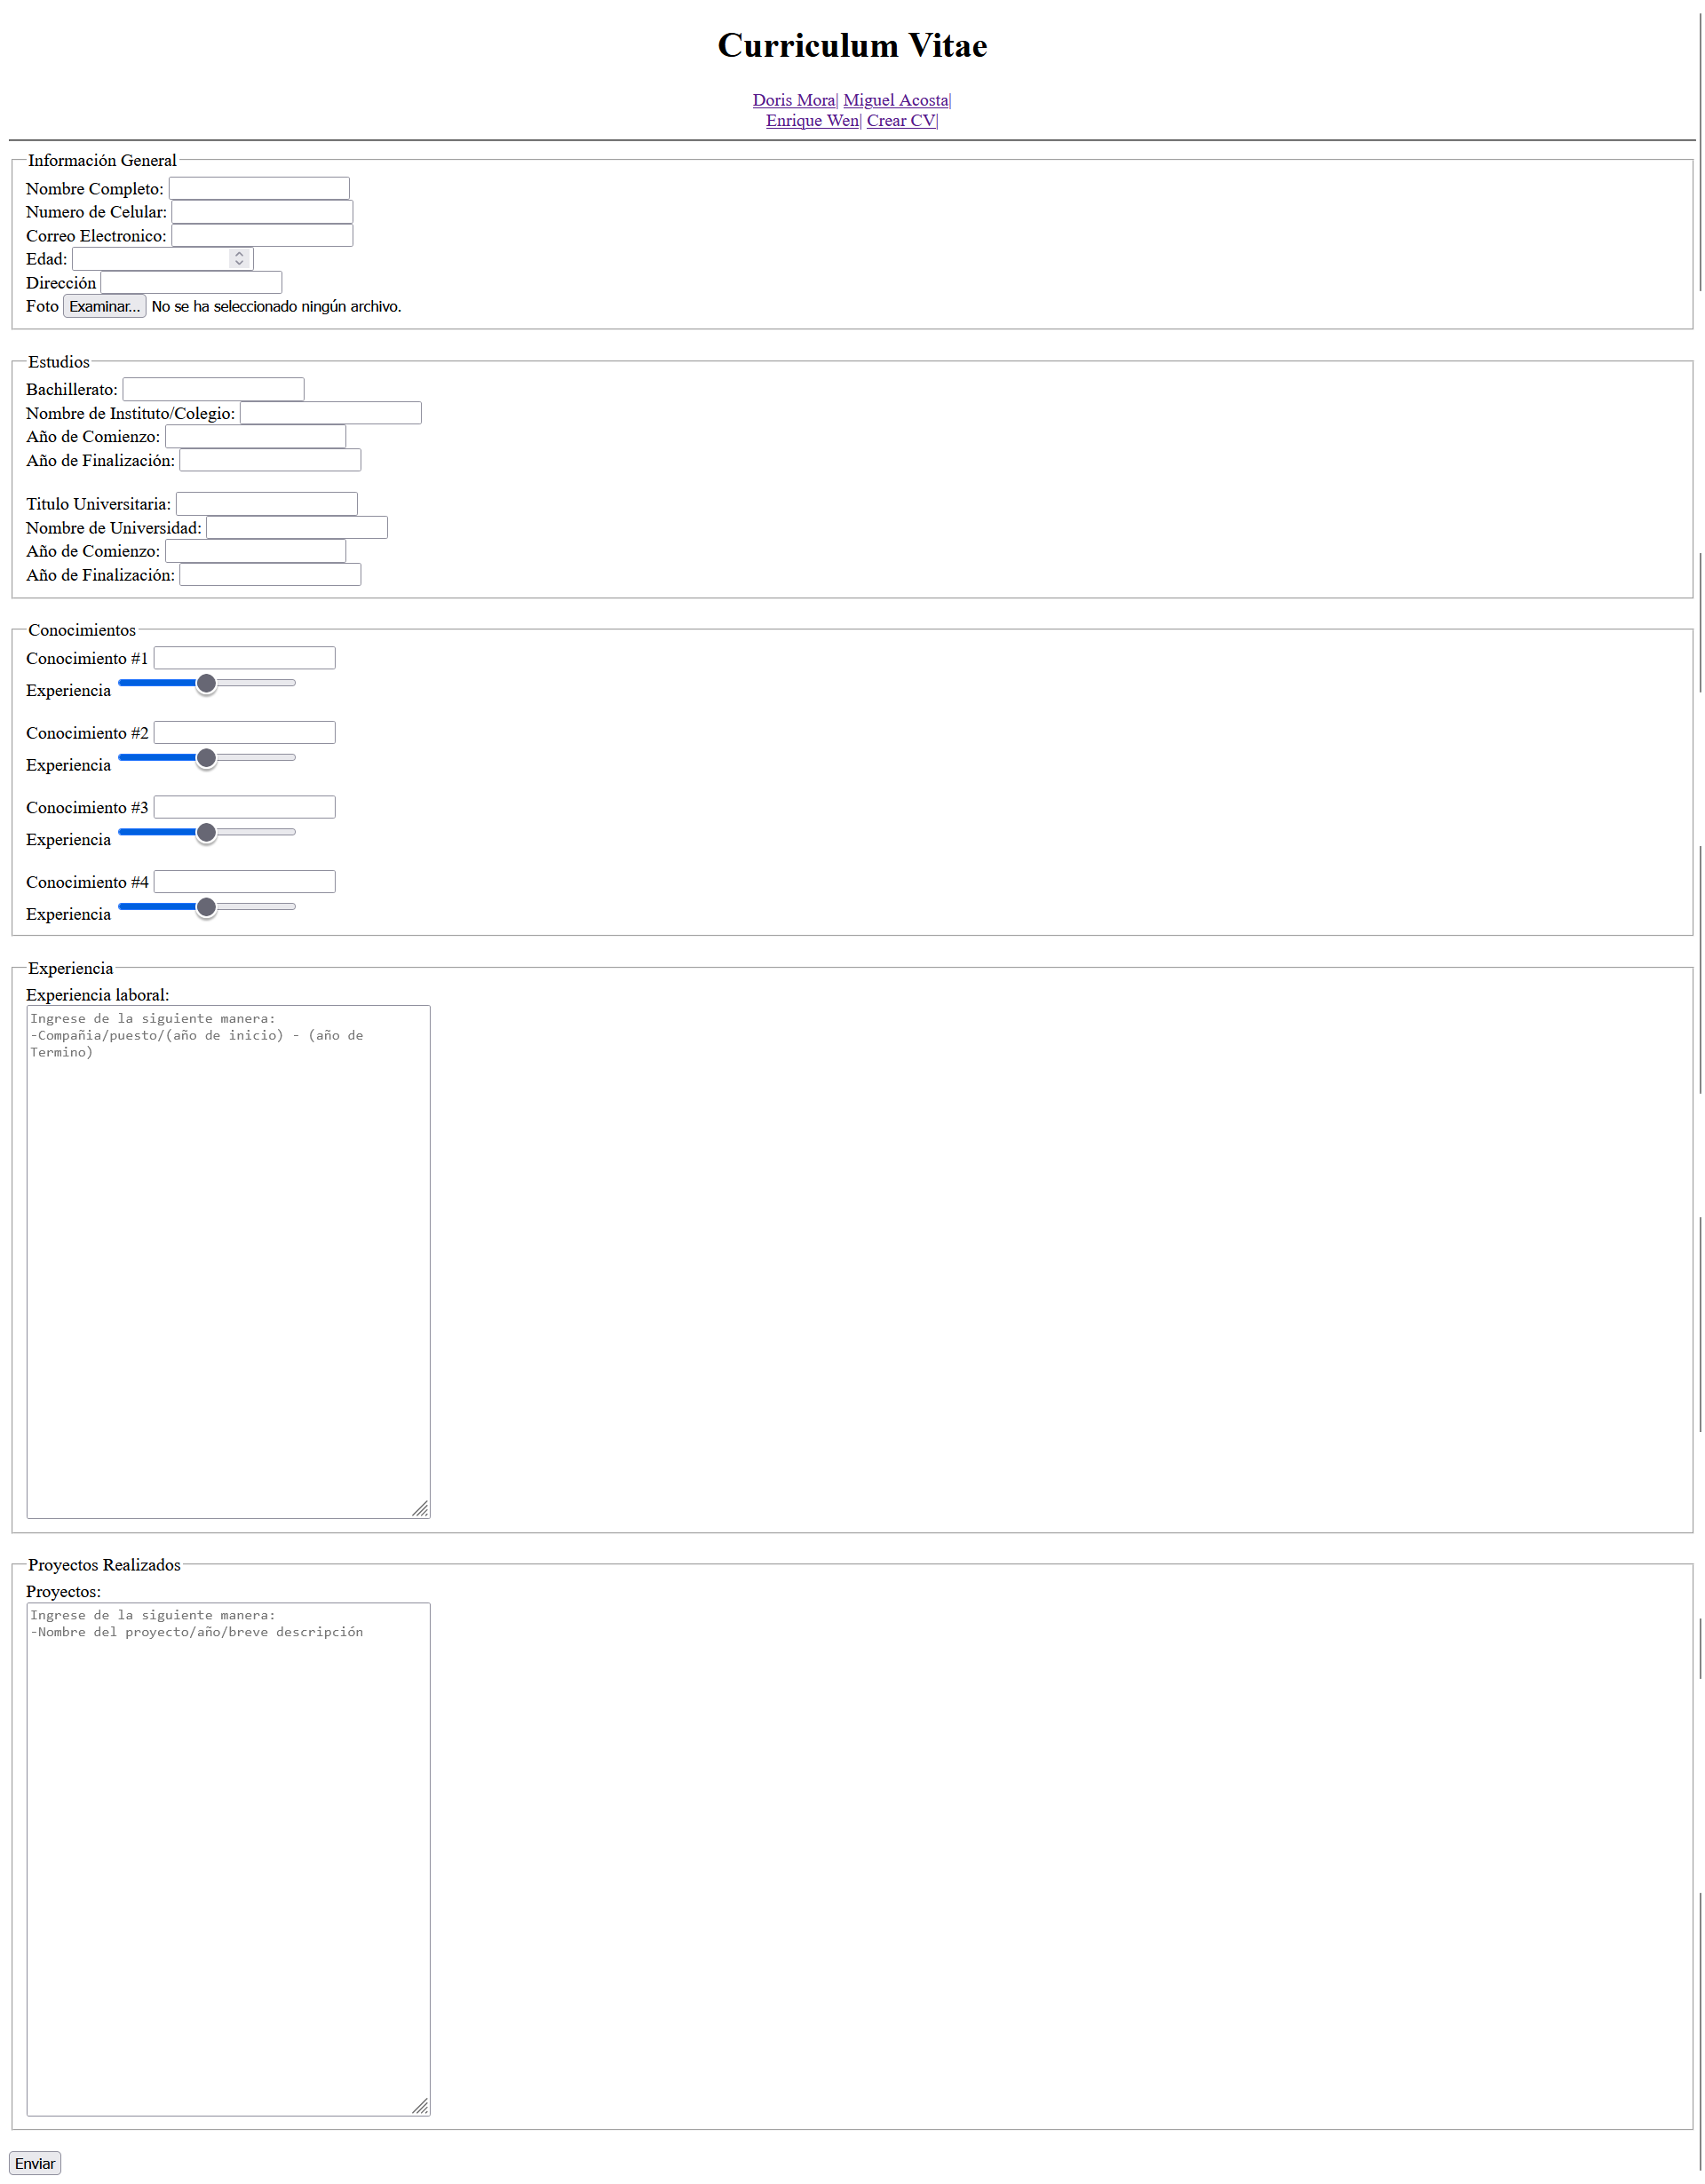 Curriculum Vitae
Doris Mora| Miguel Acosta|
Enrique Wen| Crear CV|
Información General
Nombre Completo:
Numero de Celular:
Correo Electronico:
Edad:
Dirección
Foto Examinar... No se ha seleccionado ningún archivo.
Estudios
Bachillerato:
Nombre de Instituto/Colegio:
Año de Comienzo:
Año de Finalización:
Titulo Universitaria:
Nombre de Universidad:
Año de Comienzo:
Año de Finalización:
Conocimientos
Conocimiento #1
Experiencia
Conocimiento #2
Experiencia
Conocimiento #3
Experiencia
Conocimiento #4
Experiencia
Experiencia
Experiencia laboral:
Ingrese de la siguiente manera:
-Compañia/puesto/(año de inicio) - (año de
Termino)
Proyectos Realizados
Proyectos:
Ingrese de la siguiente manera:
-Nombre del proyecto/año/breve descripción
Enviar